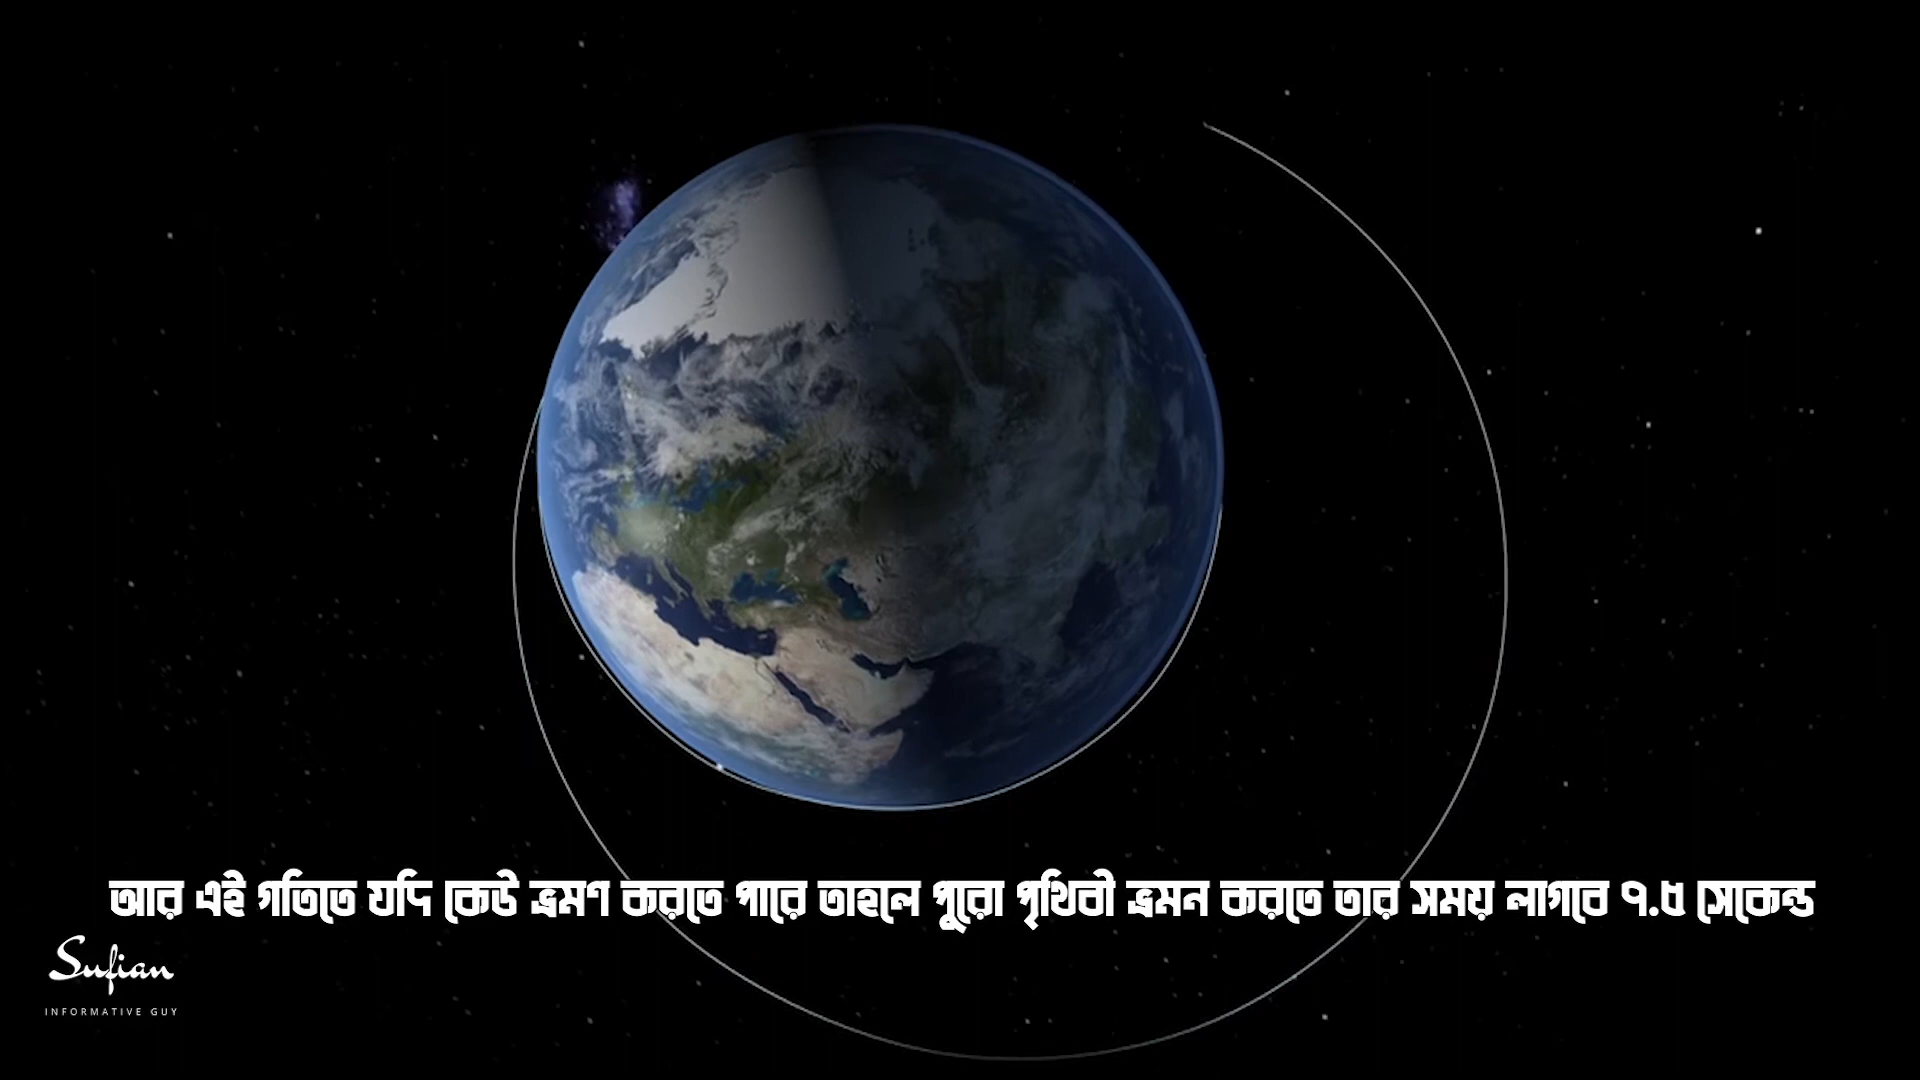 আর এই গতিতে যদি কেউ ভ্রমণ করতে পারে তাহলে পুরো পৃথিবী ভ্রমন করতে তার সময় লাগবে ৭.৫ সেকেন্ড
Sufian
INFORMATIVE GUY